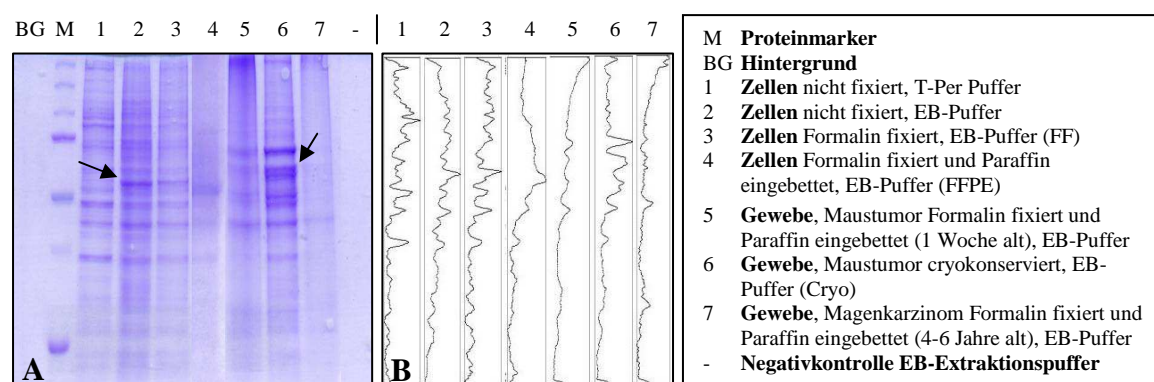 BG M 1 2 3 4 5 6 7 - 1 2 3 4 5 6 7
A B
M Proteinmarker
BG Hintergrund
1 Zellen nicht fixiert, T-Per Puffer
2 Zellen nicht fixiert, EB-Puffer
3 Zellen Formalin fixiert, EB-Puffer (FF)
4 Zellen Formalin fixiert und Paraffin
eingebettet, EB-Puffer (FFPE)
5 Gewebe, Maustumor Formalin fixiert und
Paraffin eingebettet (1 Woche alt), EB-Puffer
6 Gewebe, Maustumor cryokonserviert, EB-
Puffer (Cryo)
7 Gewebe, Magenkarzinom Formalin fixiert und
Paraffin eingebettet (4-6 Jahre alt), EB-Puffer
- Negativkontrolle EB-Extraktionspuffer